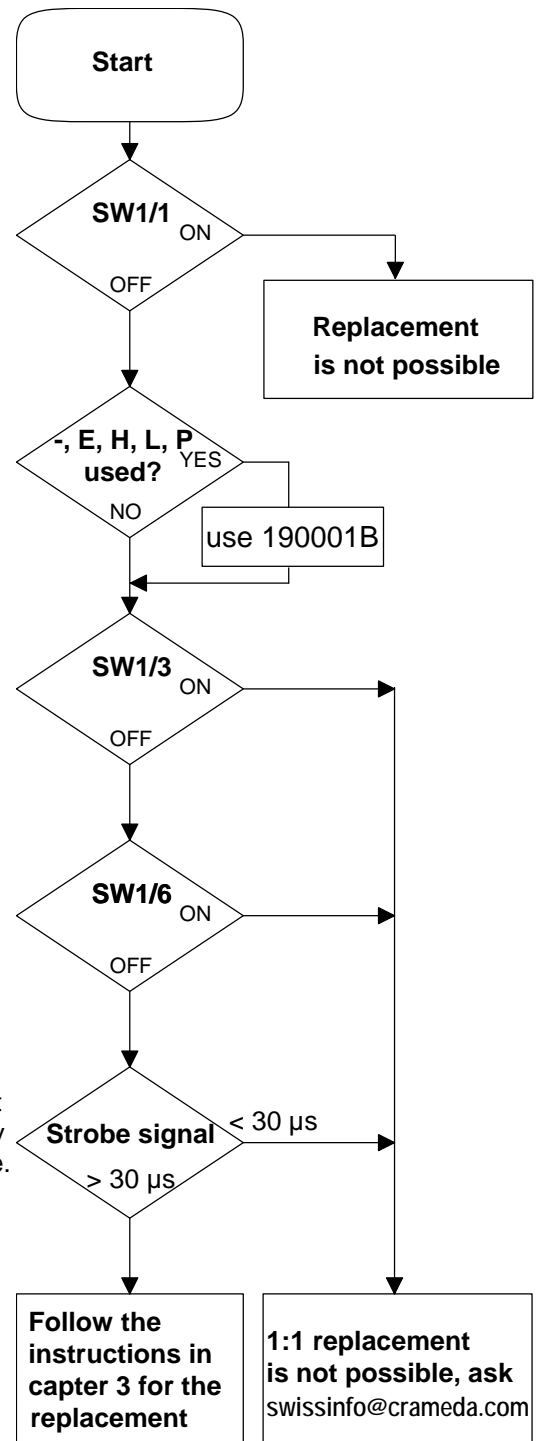 Start
SW1/1
ON
OFF
Replacement
is not possible
-, E, H, L, P
used?
YES
NO
use 190001B
SW1/3
ON
OFF
SW1/6
ON
OFF
Strobe signal
< 30 µs
> 30 µs
Follow the
instructions in
capter 3 for the
replacement
1:1 replacement
is not possible, ask
swissinfo@crameda.com